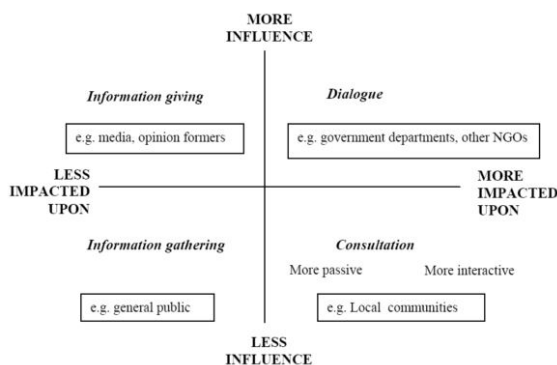 MORE
INFLUENCE
Information giving
Dialogue
e.g. media, opinion formers
e.g. government departments, other NGOs
LESS
IMPACTED
UPON
MORE
IMPACTED
UPON
Information gathering
Consultation
More passive
More interactive
e.g. general public
e.g. Local communities
LESS
INFLUENCE